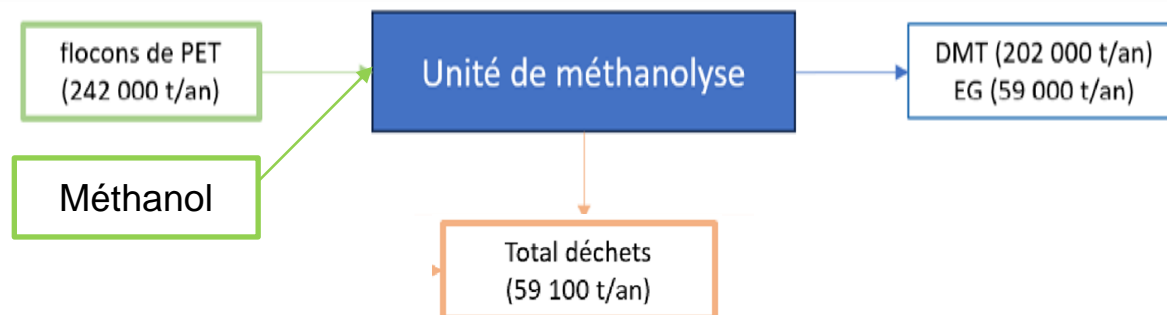 flocons de PET
(242 000 t/an)
Unité de méthanolyse
DMT (202 000 t/an)
EG (59 000 t/an)
Méthanol
Total déchets
(59 100 t/an)